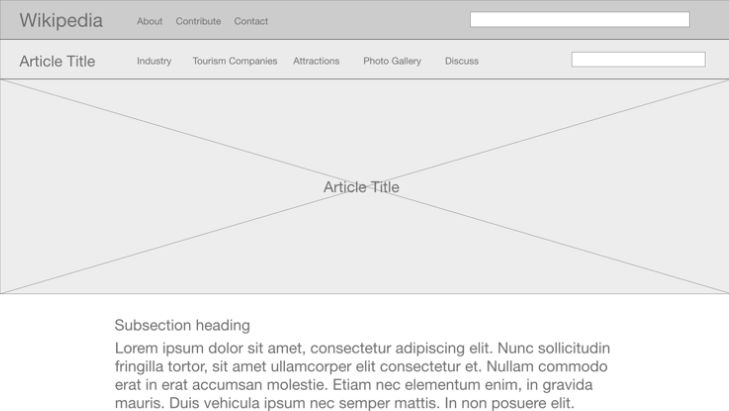 Wikipedia About Contribute Contact
Article Title Industry Tourism Companies Attractions Photo Gallery Discuss
Article Title
Subsection heading
Lorem ipsum dolor sit amet, consectetur adipiscing elit. Nunc sollicitudin
fringilla tortor, sit amet ullamcorper elit consectetur et. Nullam commodo
erat in erat accumsan molestie. Etiam nec elementum enim, in gravida
mauris. Duis vehicula ipsum nec semper mattis. In non posuere elit.